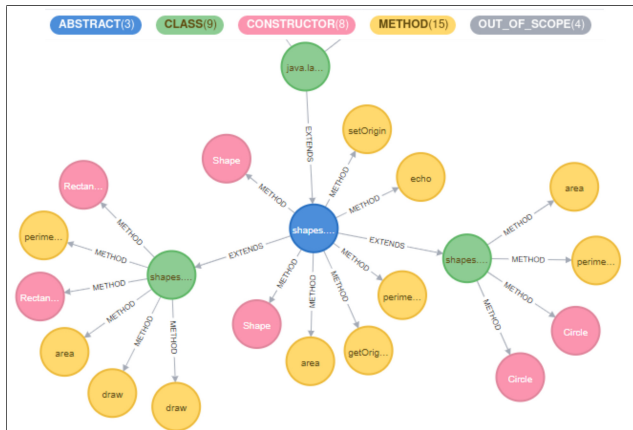 ABSTRACT(3) CLASS(9) CONSTRUCTOR(8) METHOD(15) OUT_OF_SCOPE(4)
java.la...
EXTENDS
setOrigin
Shape
METHOD
METHOD
echo
METHOD
Rectan...
area
METHOD
shapes....
METHOD
perime...
METHOD
EXTENDS
EXTENDS
shapes....
METHOD
perime...
METHOD
shapes....
METHOD
Rectan...
METHOD
METHOD
METHOD
METHOD
METHOD
METHOD
METHOD
METHOD
METHOD
perime...
Shape
Circle
area
area
getOrig...
Circle
draw
draw